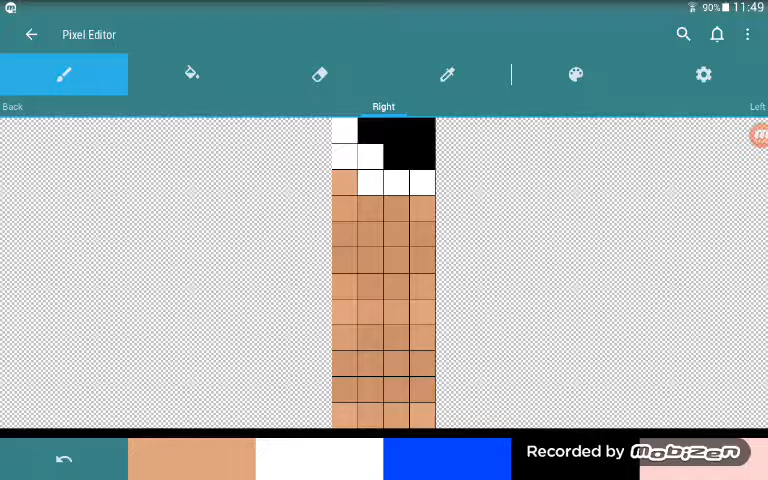 90% 11:49
Pixel Editor
Back Right Left
Recorded by MOBIZEN